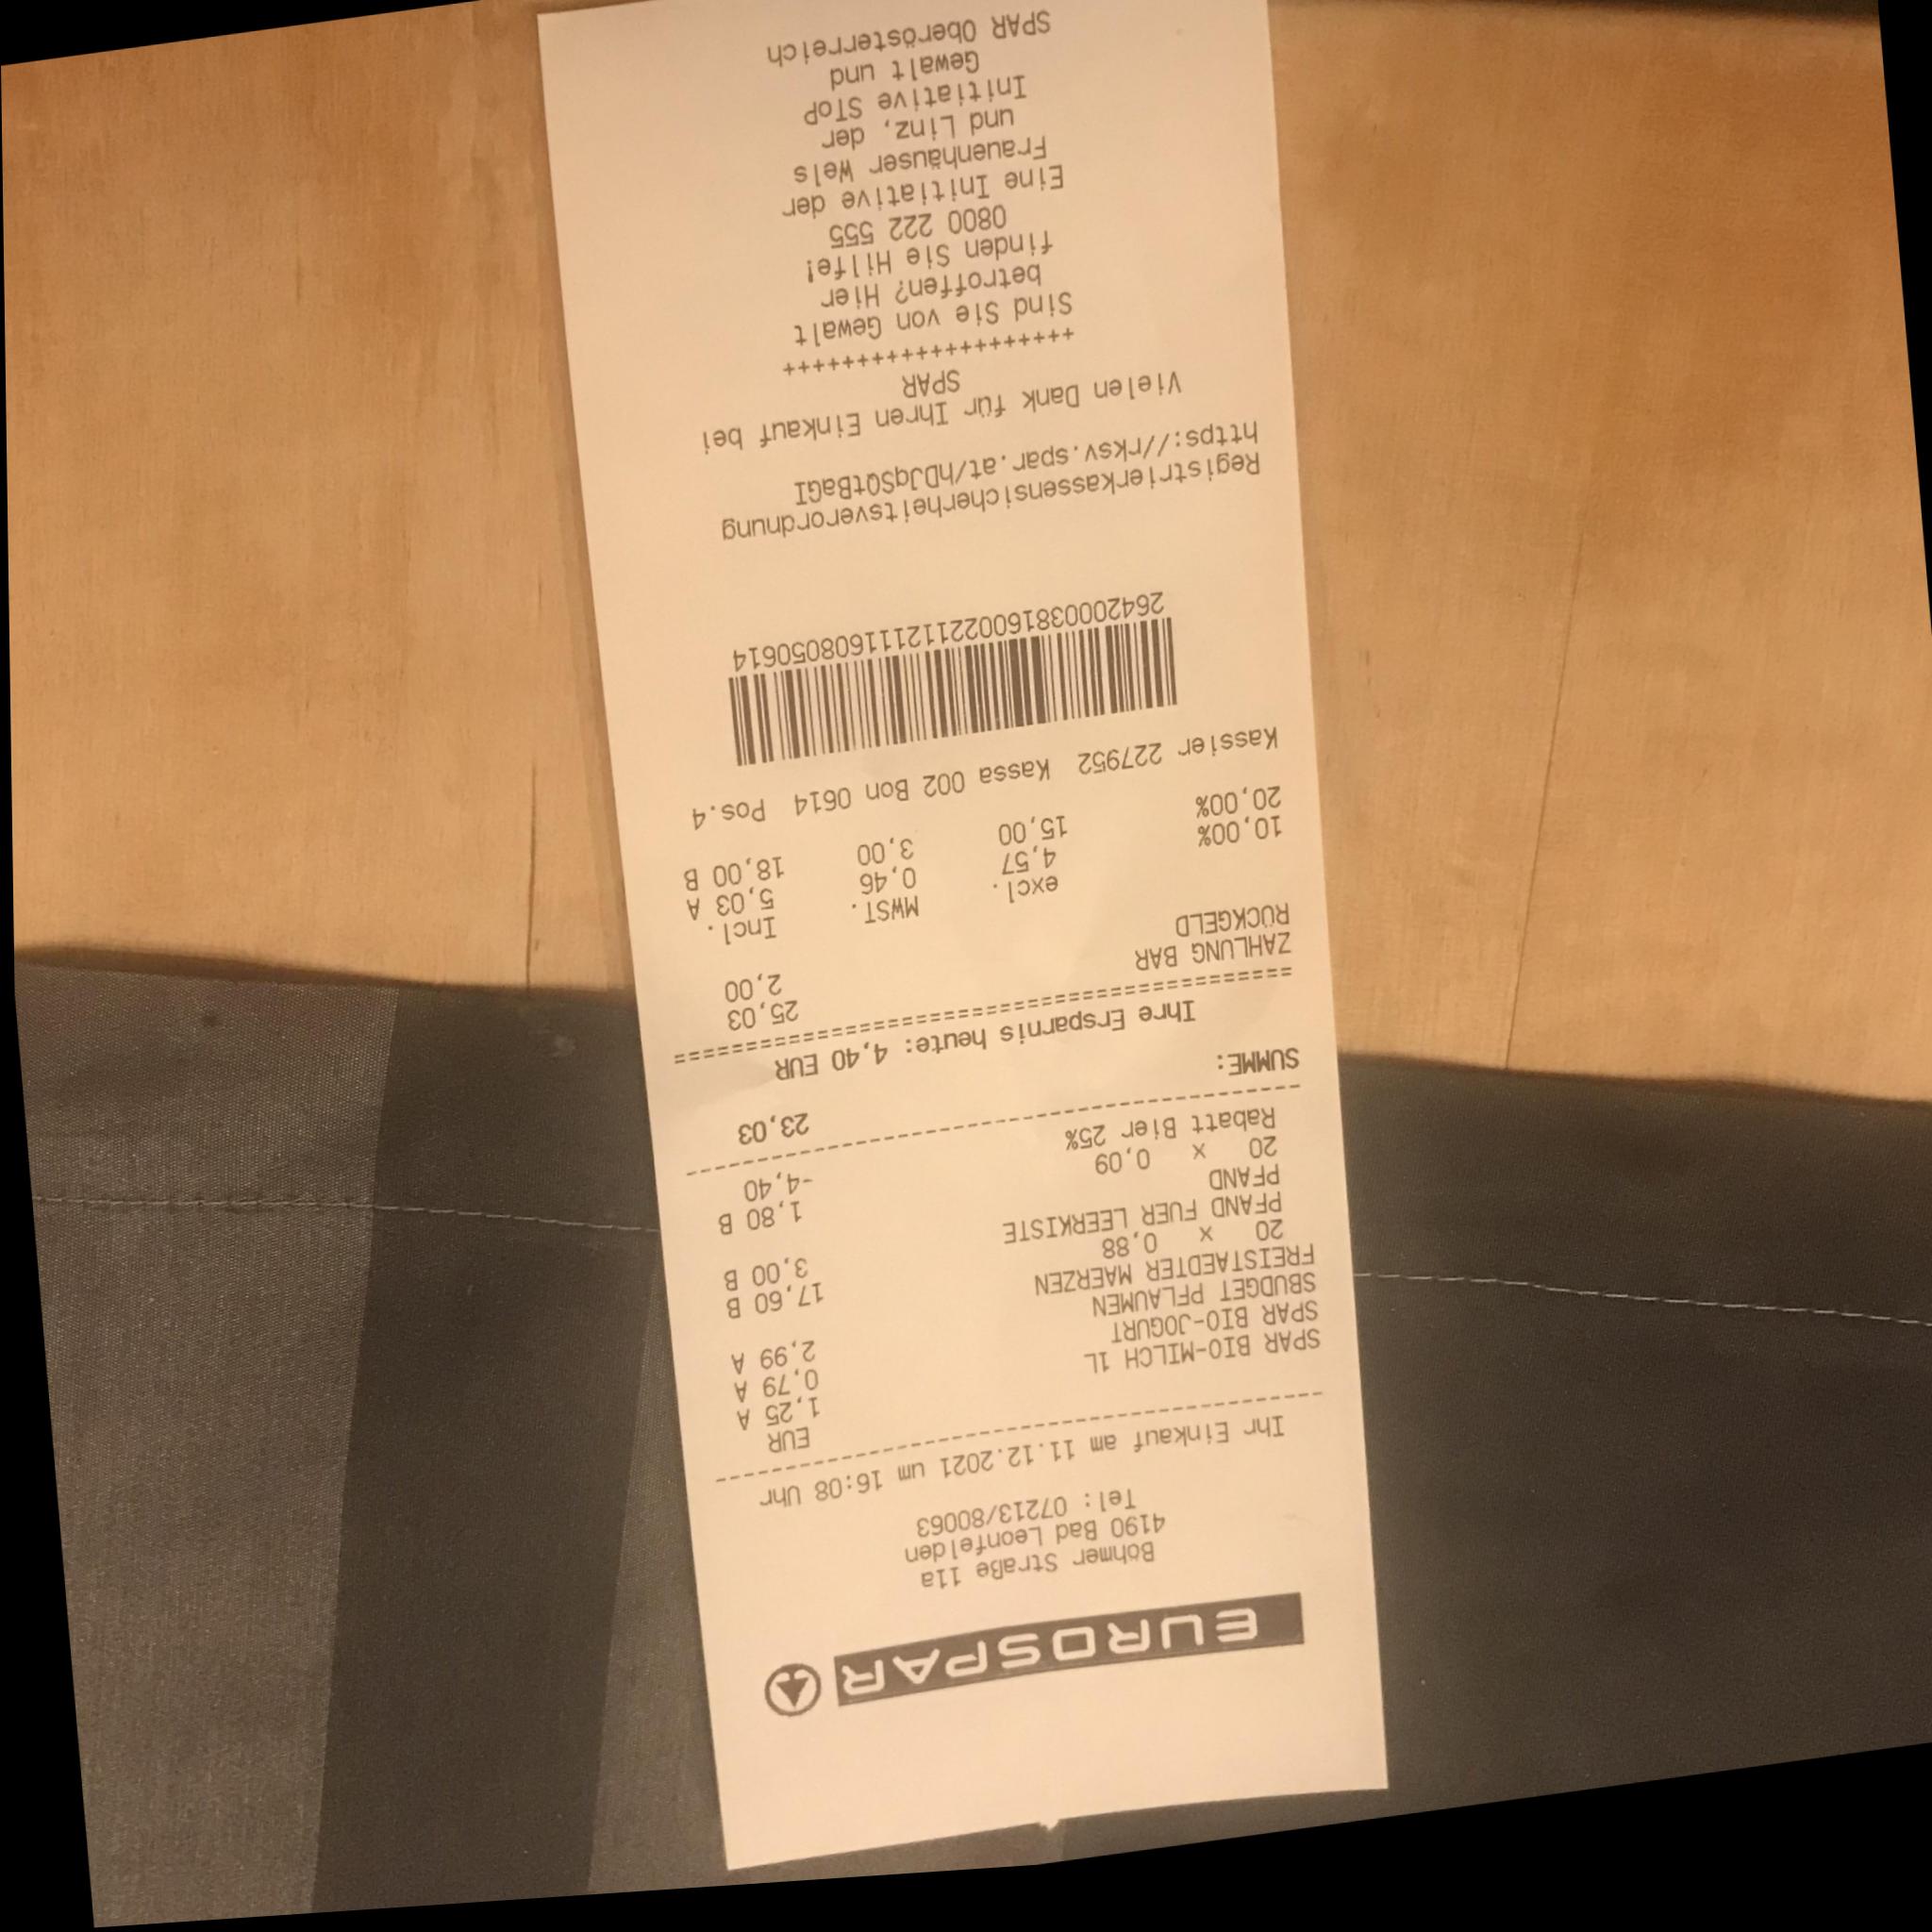 EUROSPAR
Böhmer Straße 11a
4190 Bad Leonfelden
Tel: 07213/80063
Ihr Einkauf am 11.12.2021 um 16:08 Uhr
--------------------------------------------
EUR
SPAR BIO-MILCH 1L 1,25 A
SPAR BIO-JOGURT 0,79 A
SBUDGET PFLAUMEN 2,99 A
FREISTAEDTER MAERZEN
20 x 0,88 17,60 B
PFAND FUER LEERKISTE 3,00 B
PFAND
20 x 0,09 1,80 B
Rabatt Bier 25% -4,40
--------------------------------------------
SUMME: 23,03
Ihre Ersparnis heute: 4,40 EUR
============================================
ZAHLUNG BAR 25,03
RÜCKGELD 2,00
excl. MWST. Incl.
10,00% 4,57 0,46 5,03 A
20,00% 15,00 3,00 18,00 B
Kassier 227952 Kassa 002 Bon 0614 Pos.4
264200038160022112111160805061​4
Registrierkassensicherheitsverordnung
https://rksv.spar.at/hDJqSQtBaGI
Vielen Dank für Ihren Einkauf bei
SPAR
++++++++++++++++++++
Sind Sie von Gewalt
betroffen? Hier
finden Sie Hilfe!
0800 222 555
Eine Initiative der
Frauenhäuser Wels
und Linz, der
Initiative SToP
Gewalt und
SPAR Oberösterreich